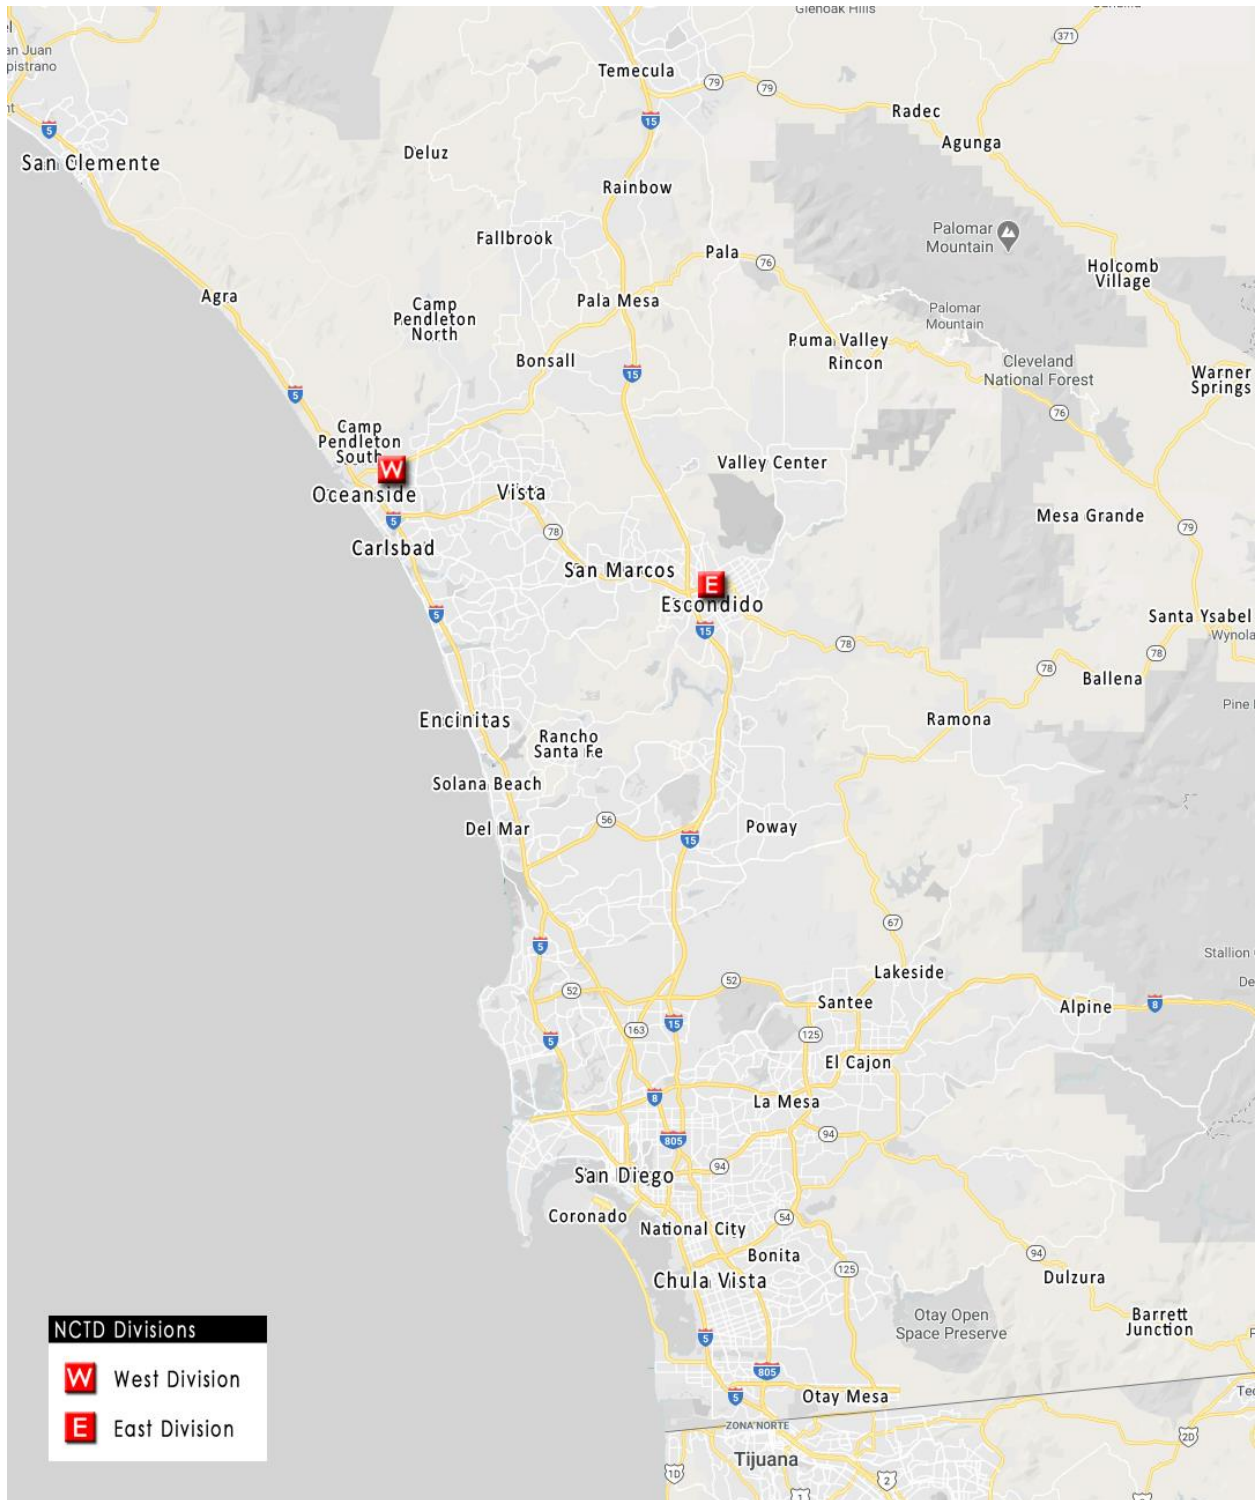 Glenoak Hills
371
an Juan
pistrano
Temecula
79
79
Radec
5
15
Agunga
San Clemente
Deluz
Rainbow
Fallbrook
Palomar
Mountain
Pala
76
Holcomb
Village
Agra
Camp
Pendleton
North
Pala Mesa
Palomar
Mountain
Puma Valley
Rincon
Bonsall
Cleveland
National Forest
Warner
Springs
15
5
76
Camp
Pendleton
South
W
Valley Center
Oceanside
Vista
5
78
Mesa Grande
79
Carlsbad
San Marcos
E
Escondido
5
15
Santa Ysabel
Wynola
78
78
78
Ballena
Pine
Encinitas
Ramona
Rancho
Santa Fe
Solana Beach
56
Del Mar
15
Poway
67
5
Stallion
Lakeside
52
52
De
Santee
Alpine
8
163
15
125
5
El Cajon
8
La Mesa
805
94
94
San Diego
Coronado
National City
54
Bonita
94
125
Chula Vista
Dulzura
Otay Open
Space Preserve
Barrett
Junction
NCTD Divisions
5
W West Division
805
5
Otay Mesa
Tec
E East Division
ZONA NORTE
2D
Tijuana
1D
2
1
2